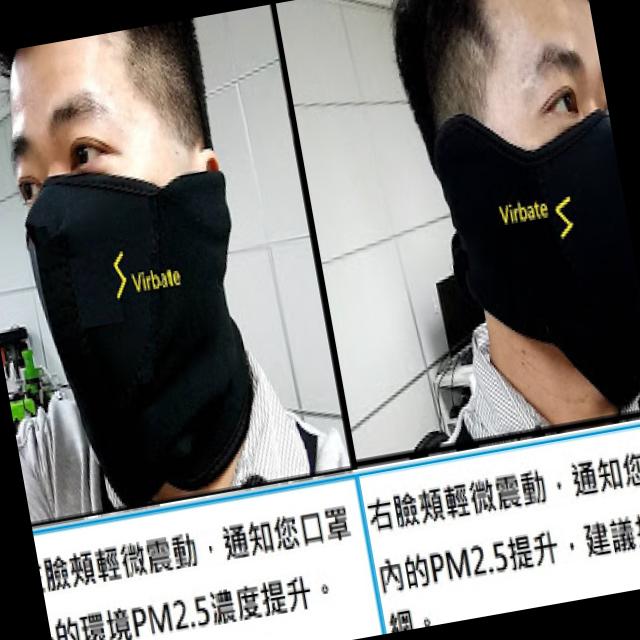 Virbate
Virbate
臉頰輕微震動，通知您口罩
的環境PM2.5濃度提升。
右臉頰輕微震動，通知您
內的PM2.5提升，建議
網。